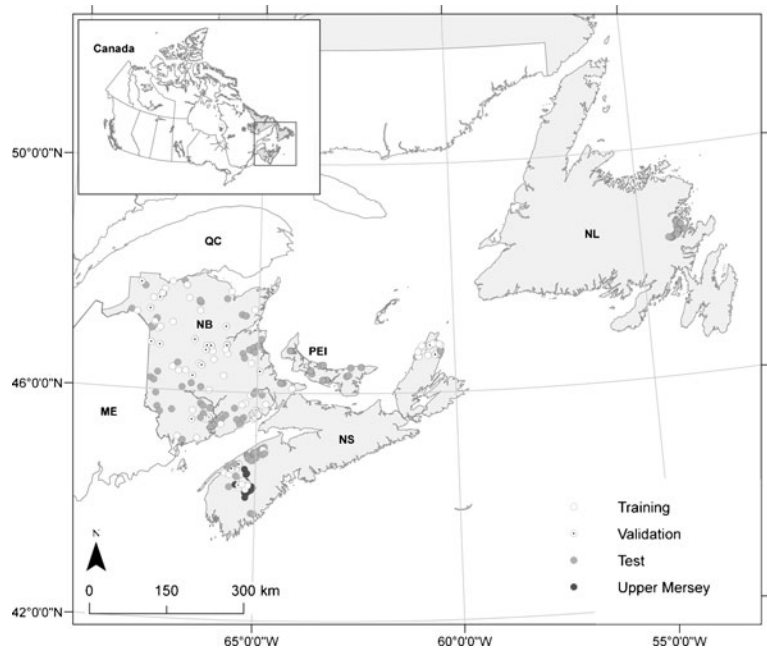 Canada
50°0'0"N
QC
NL
NB
PEI
46°0'0"N
ME
NS
Training
N
Validation
Test
0 150 300 km
Upper Mersey
42°0'0"N
65°0'0"W 60°0'0"W 55°0'0"W